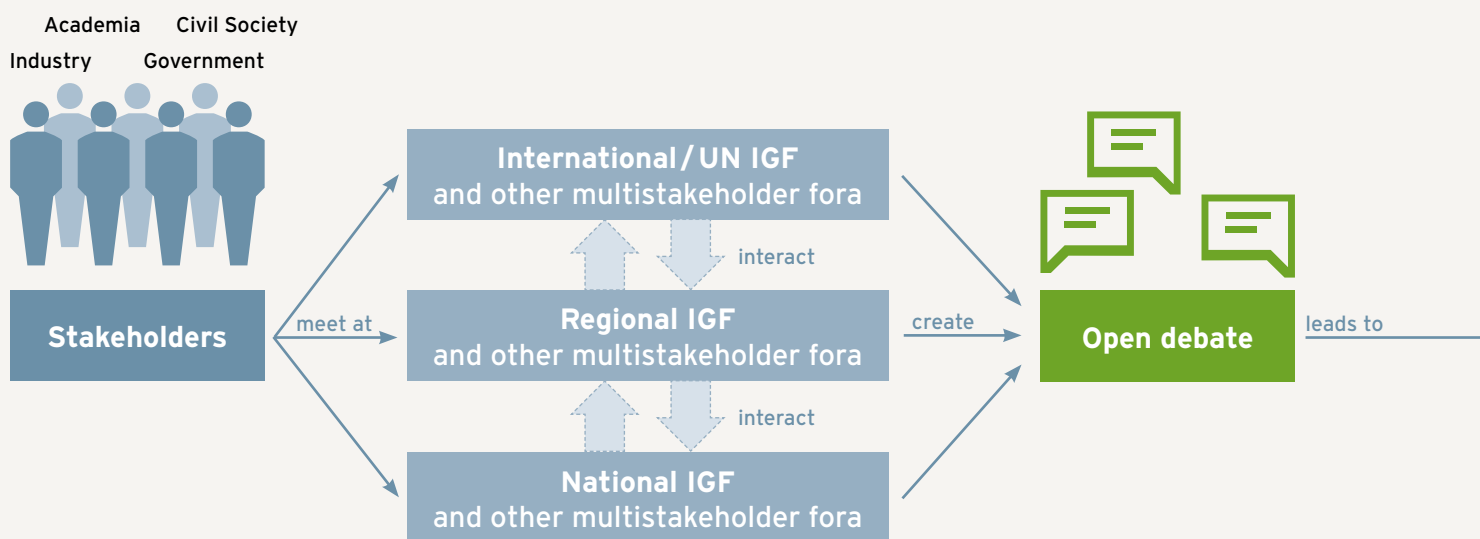 Academia Civil Society
Industry Government
Stakeholders
meet at
International/UN IGF
and other multistakeholder fora
interact
Regional IGF
and other multistakeholder fora
interact
National IGF
and other multistakeholder fora
create
Open debate
leads to